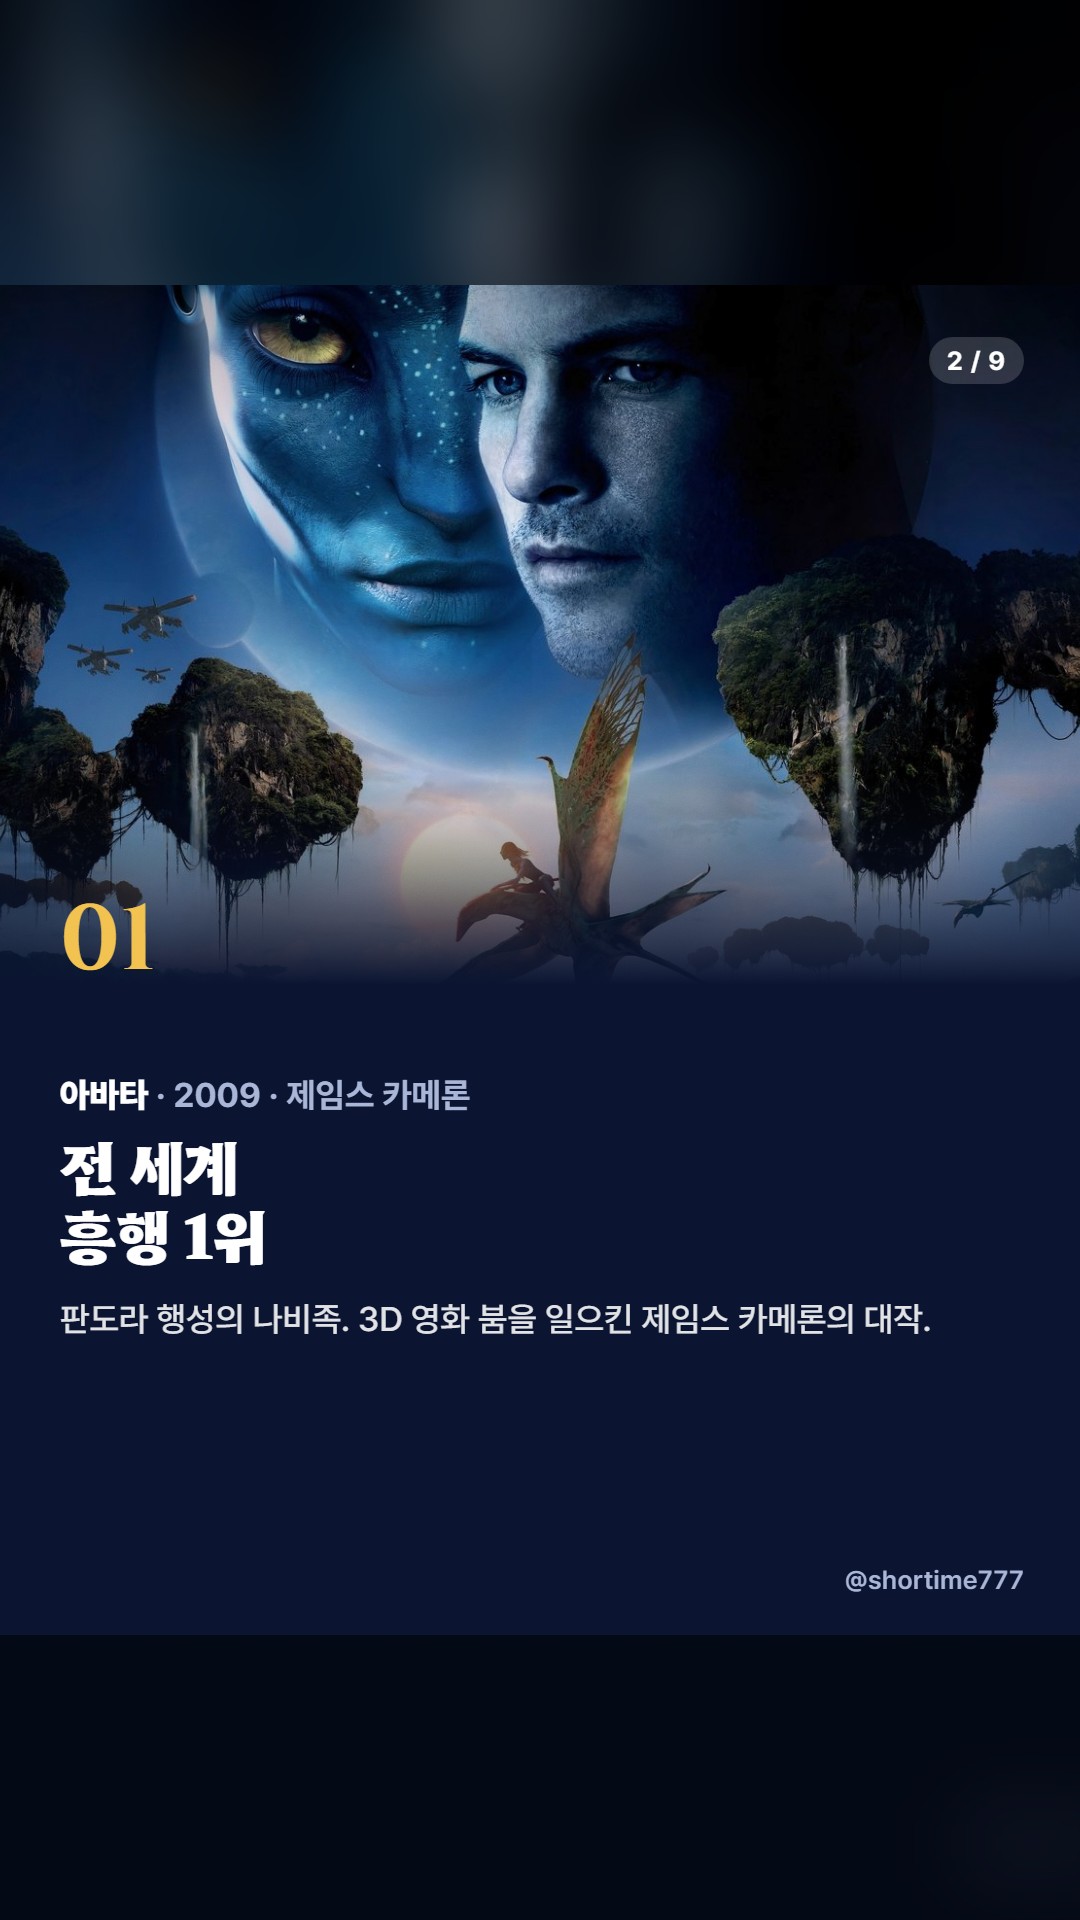 2 / 9
01
아바타 · 2009 · 제임스 카메론
전 세계
흥행 1위
판도라 행성의 나비족. 3D 영화 붐을 일으킨 제임스 카메론의 대작.
@shortime777